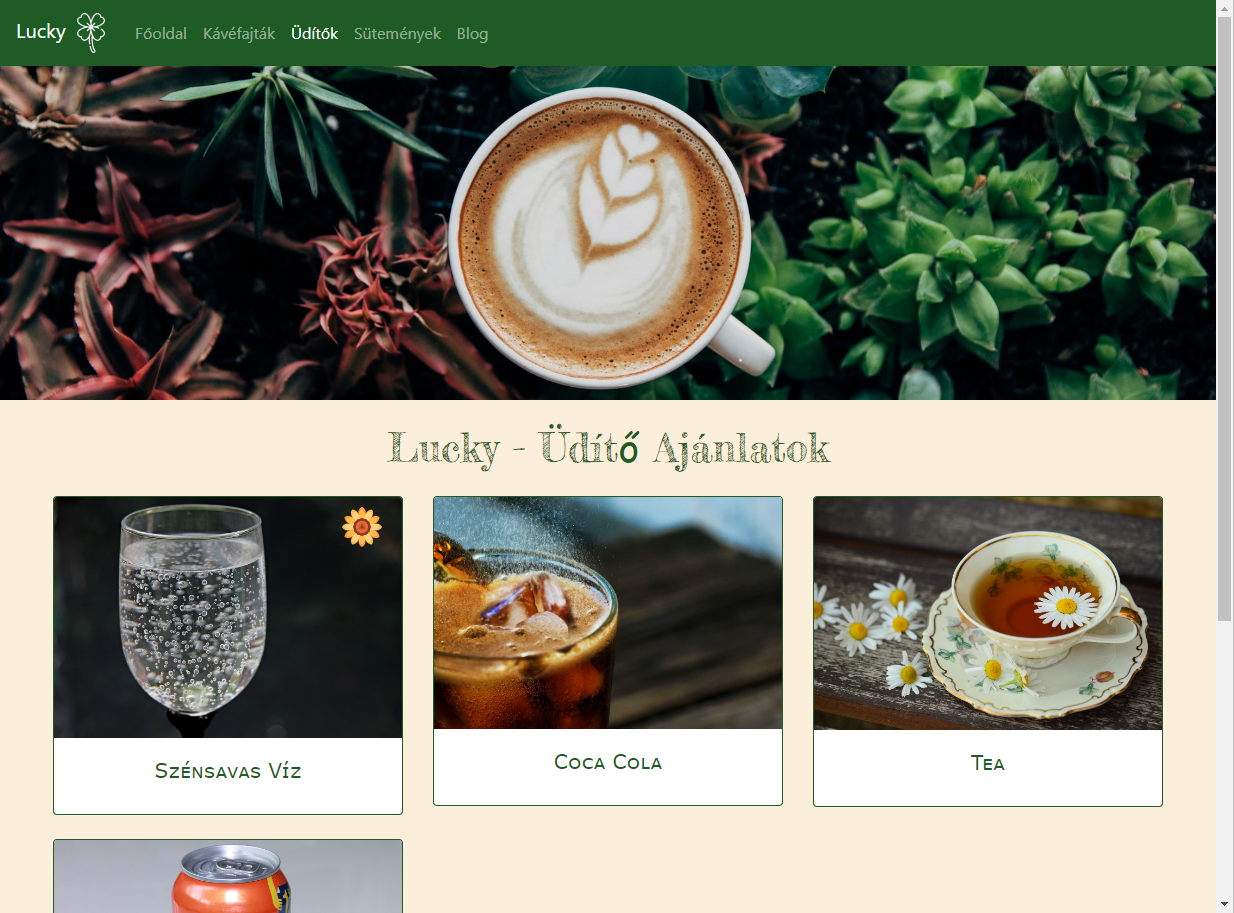 Lucky Főoldal Kávéfajták Üdítők Sütemények Blog
Lucky - Üdítő Ajánlatok
Szénsavas Víz
Coca Cola
Tea